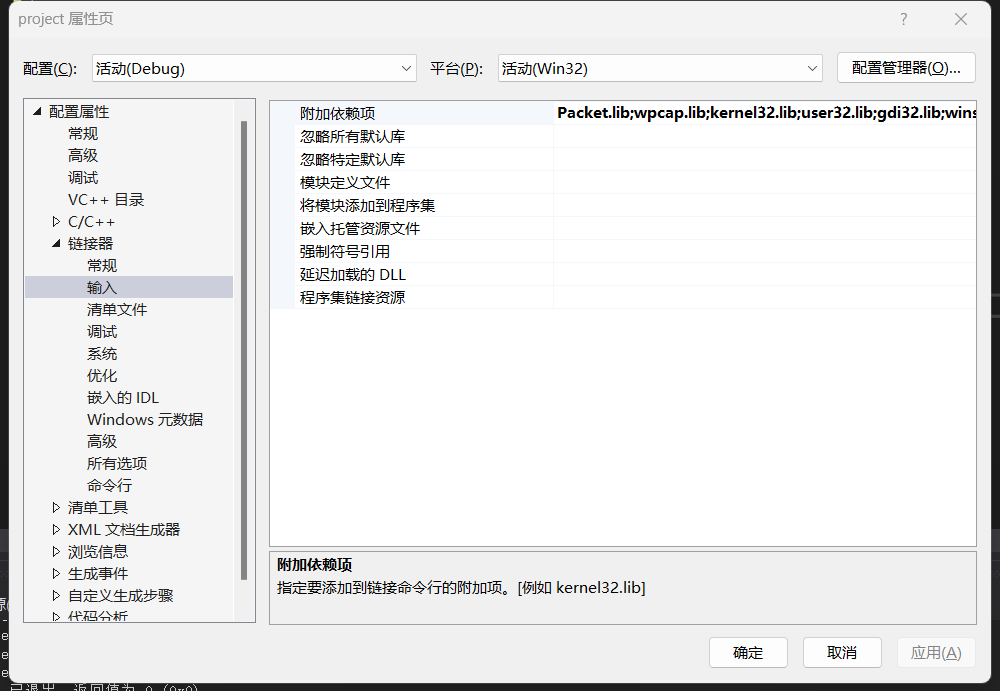 project 属性页
配置(C): 活动(Debug) 平台(P): 活动(Win32) 配置管理器(O)...
配置属性
常规
高级
调试
VC++ 目录
C/C++
链接器
常规
输入
清单文件
调试
系统
优化
嵌入的 IDL
Windows 元数据
高级
所有选项
命令行
清单工具
XML 文档生成器
浏览信息
生成事件
自定义生成步骤
代码分析
附加依赖项 Packet.lib;wpcap.lib;kernel32.lib;user32.lib;gdi32.lib;wins
忽略所有默认库
忽略特定默认库
模块定义文件
将模块添加到程序集
嵌入托管资源文件
强制符号引用
延迟加载的 DLL
程序集链接资源
附加依赖项
指定要添加到链接命令行的附加项。[例如 kernel32.lib]
确定 取消 应用(A)
已退出，返回值为 0 (0x0)